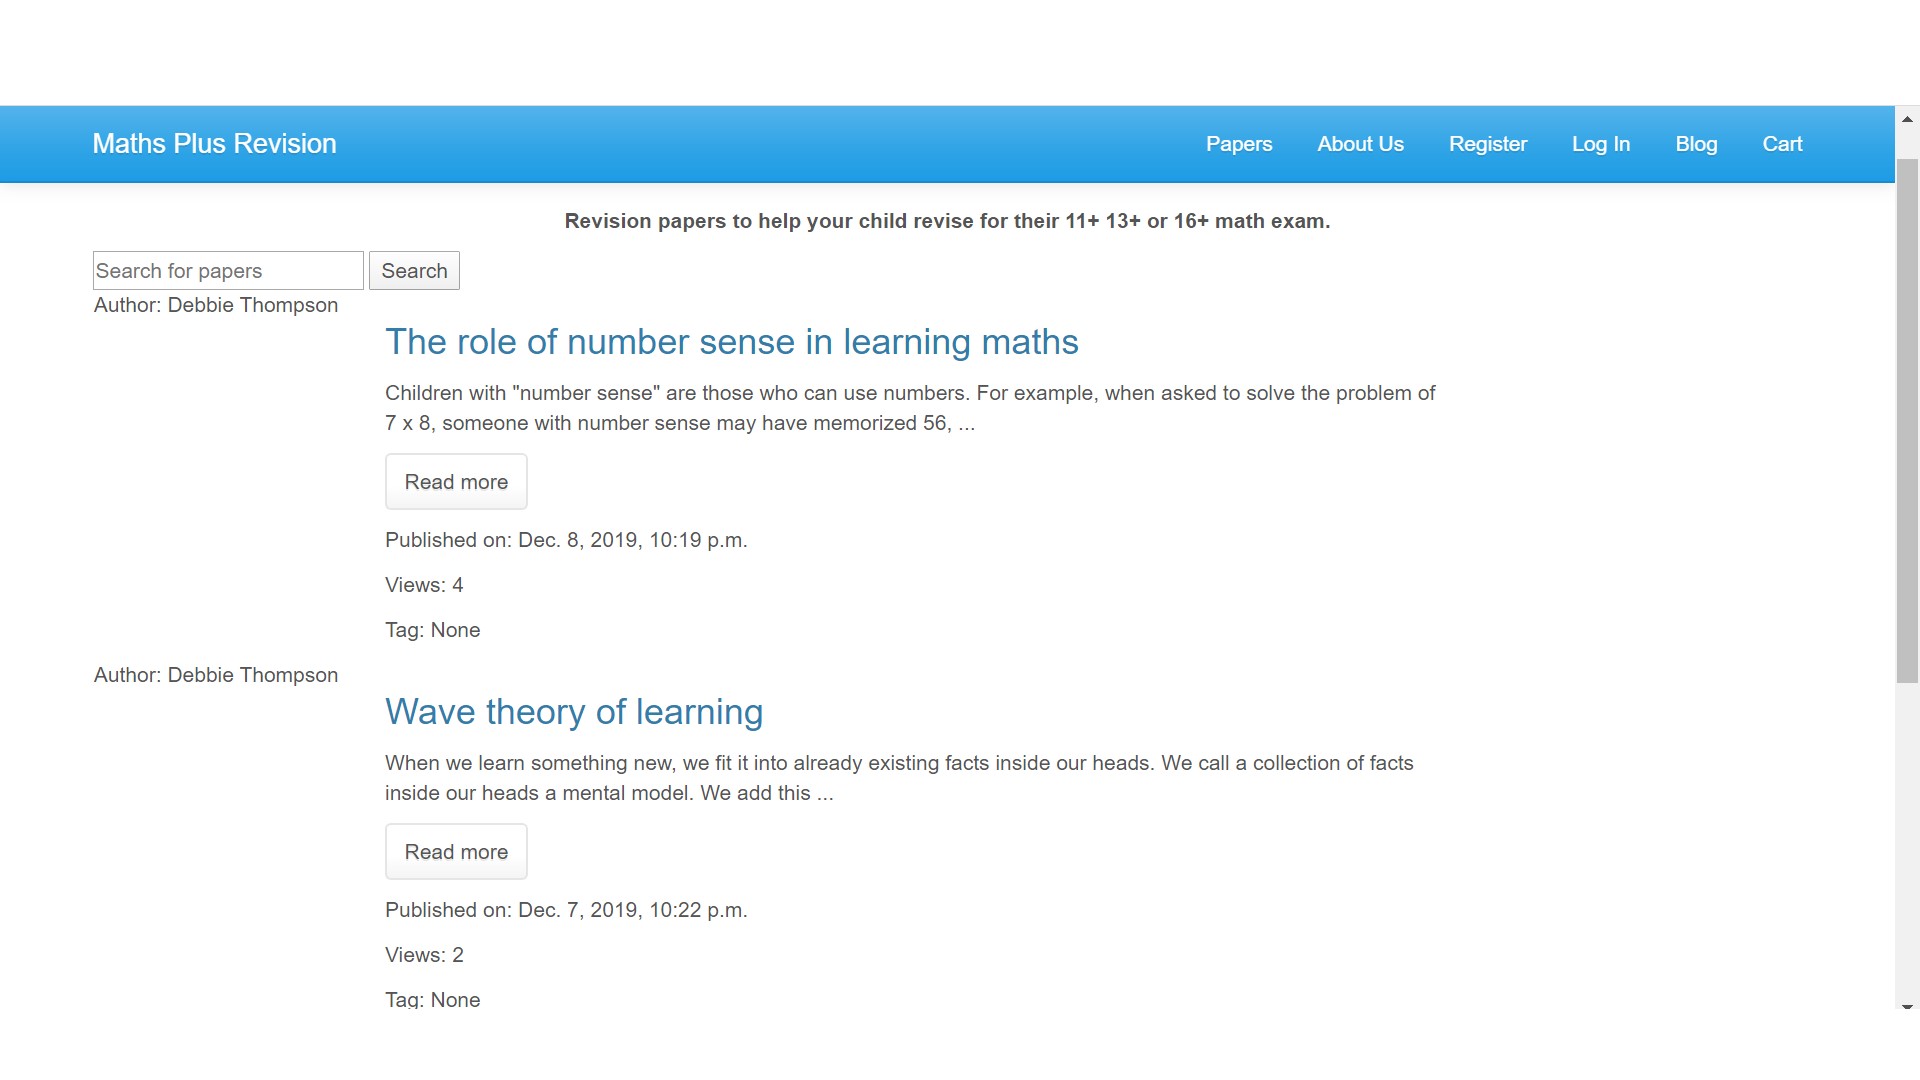 Maths Plus Revision
Papers
About Us
Register
Log In
Blog
Cart
Revision papers to help your child revise for their 11+ 13+ or 16+ math exam.
Search for papers
Search
Author: Debbie Thompson
The role of number sense in learning maths
Children with "number sense" are those who can use numbers. For example, when asked to solve the problem of
7 x 8, someone with number sense may have memorized 56, ...
Read more
Published on: Dec. 8, 2019, 10:19 p.m.
Views: 4
Tag: None
Author: Debbie Thompson
Wave theory of learning
When we learn something new, we fit it into already existing facts inside our heads. We call a collection of facts
inside our heads a mental model. We add this ...
Read more
Published on: Dec. 7, 2019, 10:22 p.m.
Views: 2
Tag: None